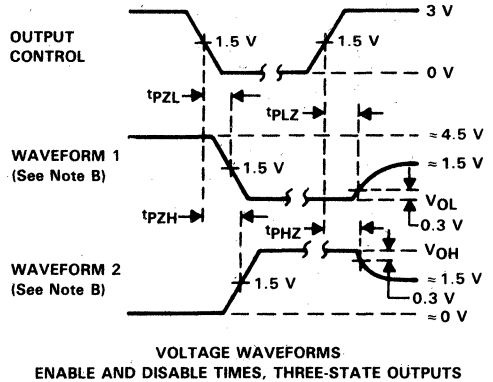 3 V
OUTPUT
CONTROL
1.5 V
1.5 V
0 V
tPZL
tPLZ
≈ 4.5 V
WAVEFORM 1
(See Note B)
1.5 V
≈ 1.5 V
VOL
0.3 V
tPZH
tPHZ
VOH
WAVEFORM 2
(See Note B)
1.5 V
≈ 1.5 V
0.3 V
≈ 0 V
VOLTAGE WAVEFORMS
ENABLE AND DISABLE TIMES, THREE-STATE OUTPUTS